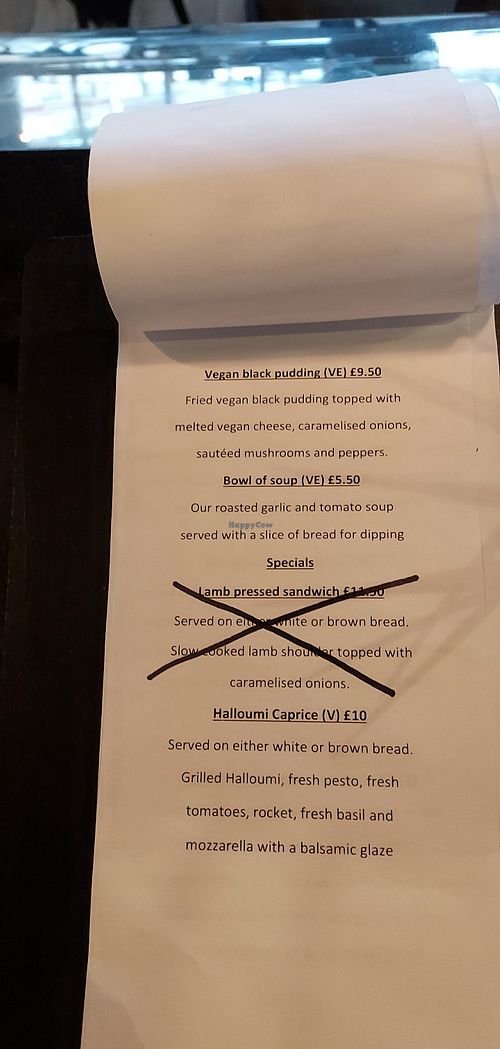 Vegan black pudding (VE) £9.50
Fried vegan black pudding topped with
melted vegan cheese, caramelised onions,
sautéed mushrooms and peppers.
Bowl of soup (VE) £5.50
Our roasted garlic and tomato soup
HappyCow
served with a slice of bread for dipping
Specials
Lamb pressed sandwich £11.50
Served on either white or brown bread.
Slow cooked lamb shoulder topped with
caramelised onions.
Halloumi Caprice (V) £10
Served on either white or brown bread.
Grilled Halloumi, fresh pesto, fresh
tomatoes, rocket, fresh basil and
mozzarella with a balsamic glaze